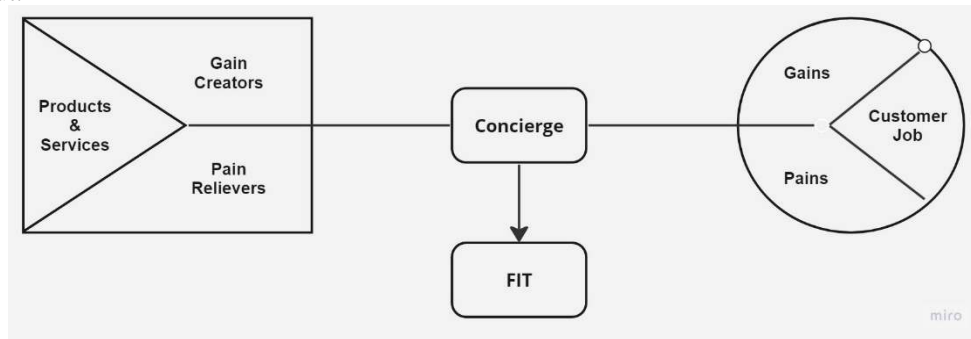 Products
&
Services
Gain
Creators
Pain
Relievers
Concierge
FIT
Gains
Pains
Customer
Job
miro